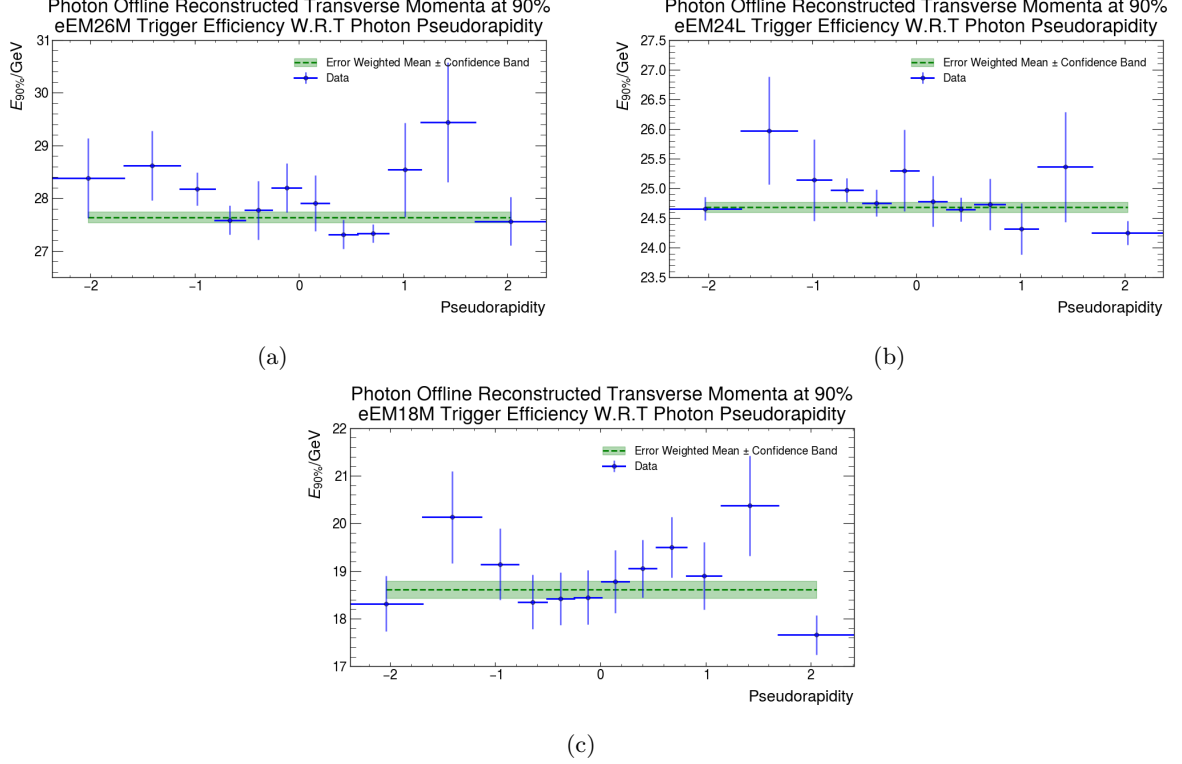 Photon Offline Reconstructed Transverse Momenta at 90%
eEM26M Trigger Efficiency W.R.T Photon Pseudorapidity
31
30
29
28
27
E90%/GeV
Error Weighted Mean ± Confidence Band
Data
−2
−1
0
1
2
Pseudorapidity
(a)
Photon Offline Reconstructed Transverse Momenta at 90%
eEM24L Trigger Efficiency W.R.T Photon Pseudorapidity
27.5
27.0
26.5
26.0
25.5
25.0
24.5
24.0
23.5
E90%/GeV
Error Weighted Mean ± Confidence Band
Data
−2
−1
0
1
2
Pseudorapidity
(b)
Photon Offline Reconstructed Transverse Momenta at 90%
eEM18M Trigger Efficiency W.R.T Photon Pseudorapidity
22
21
20
19
18
17
E90%/GeV
Error Weighted Mean ± Confidence Band
Data
−2
−1
0
1
2
Pseudorapidity
(c)